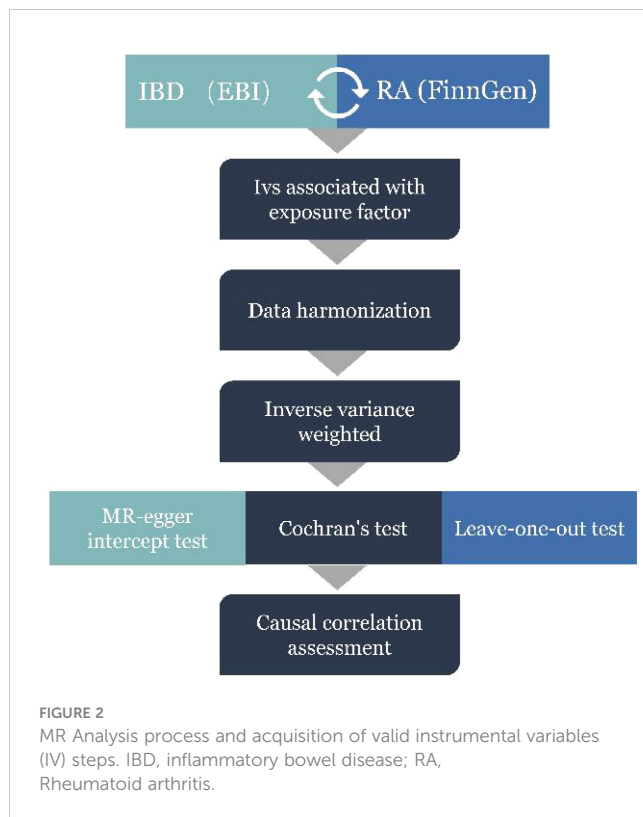 IBD (EBI) RA (FinnGen)
Ivs associated with
exposure factor
Data harmonization
Inverse variance
weighted
MR-egger
intercept test
Cochran's test
Leave-one-out test
Causal correlation
assessment
FIGURE 2
MR Analysis process and acquisition of valid instrumental variables
(IV) steps. IBD, inflammatory bowel disease; RA,
Rheumatoid arthritis.